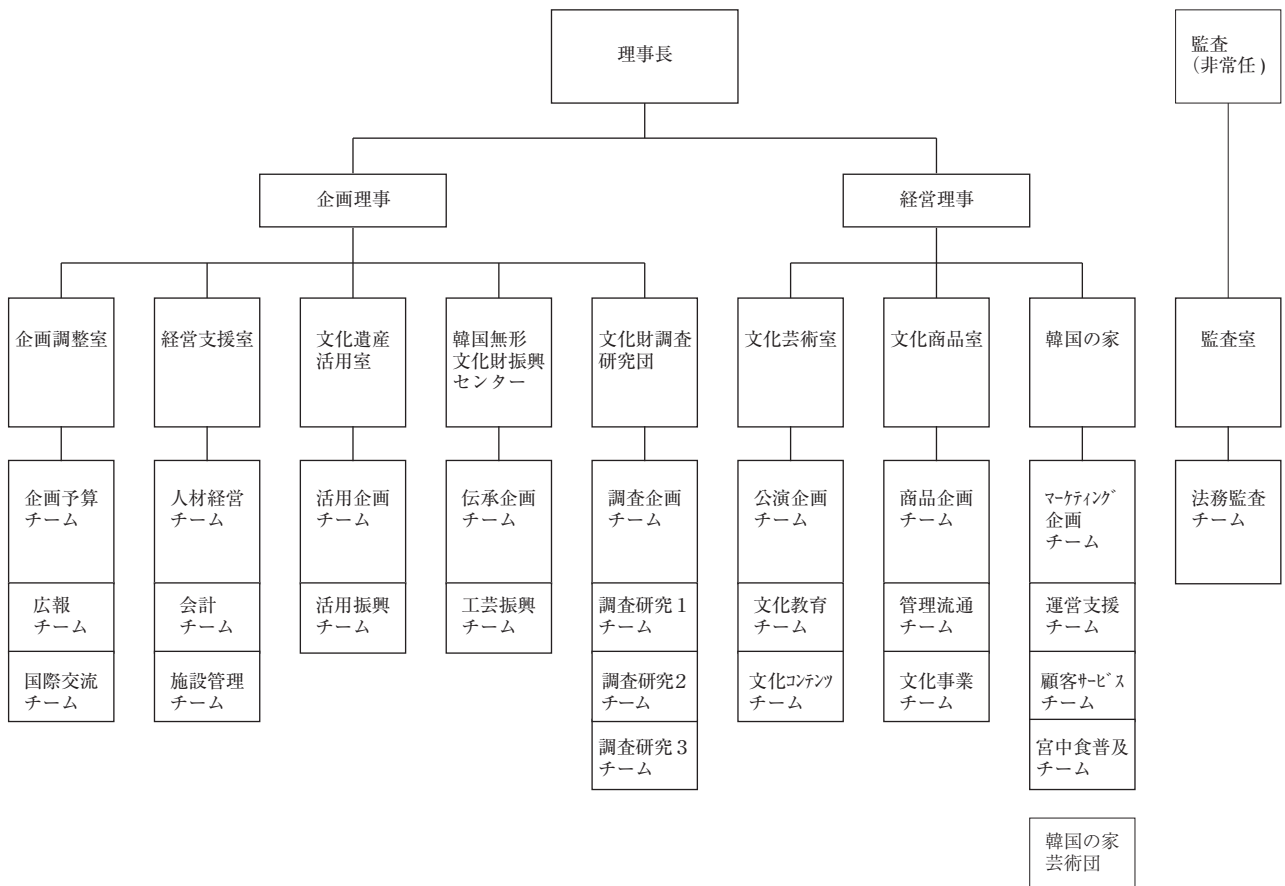 理事長
監査
（非常任)
企画理事
経営理事
企画調整室
経営支援室
文化遺産
活用室
韓国無形
文化財振興
センター
文化財調査
研究団
文化芸術室
文化商品室
韓国の家
監査室
企画予算
チーム
人材経営
チーム
活用企画
チーム
伝承企画
チーム
調査企画
チーム
公演企画
チーム
商品企画
チーム
ﾏｰｹﾃｨﾝｸﾞ
企画
チーム
法務監査
チーム
広報
チーム
会計
チーム
活用振興
チーム
工芸振興
チーム
調査研究１
チーム
文化教育
チーム
管理流通
チーム
運営支援
チーム
国際交流
チーム
施設管理
チーム
調査研究2
チーム
文化ｺﾝﾃﾝﾂ
チーム
文化事業
チーム
顧客ｻｰﾋﾞｽ
チーム
調査研究３
チーム
宮中食普及
チーム
韓国の家
芸術団